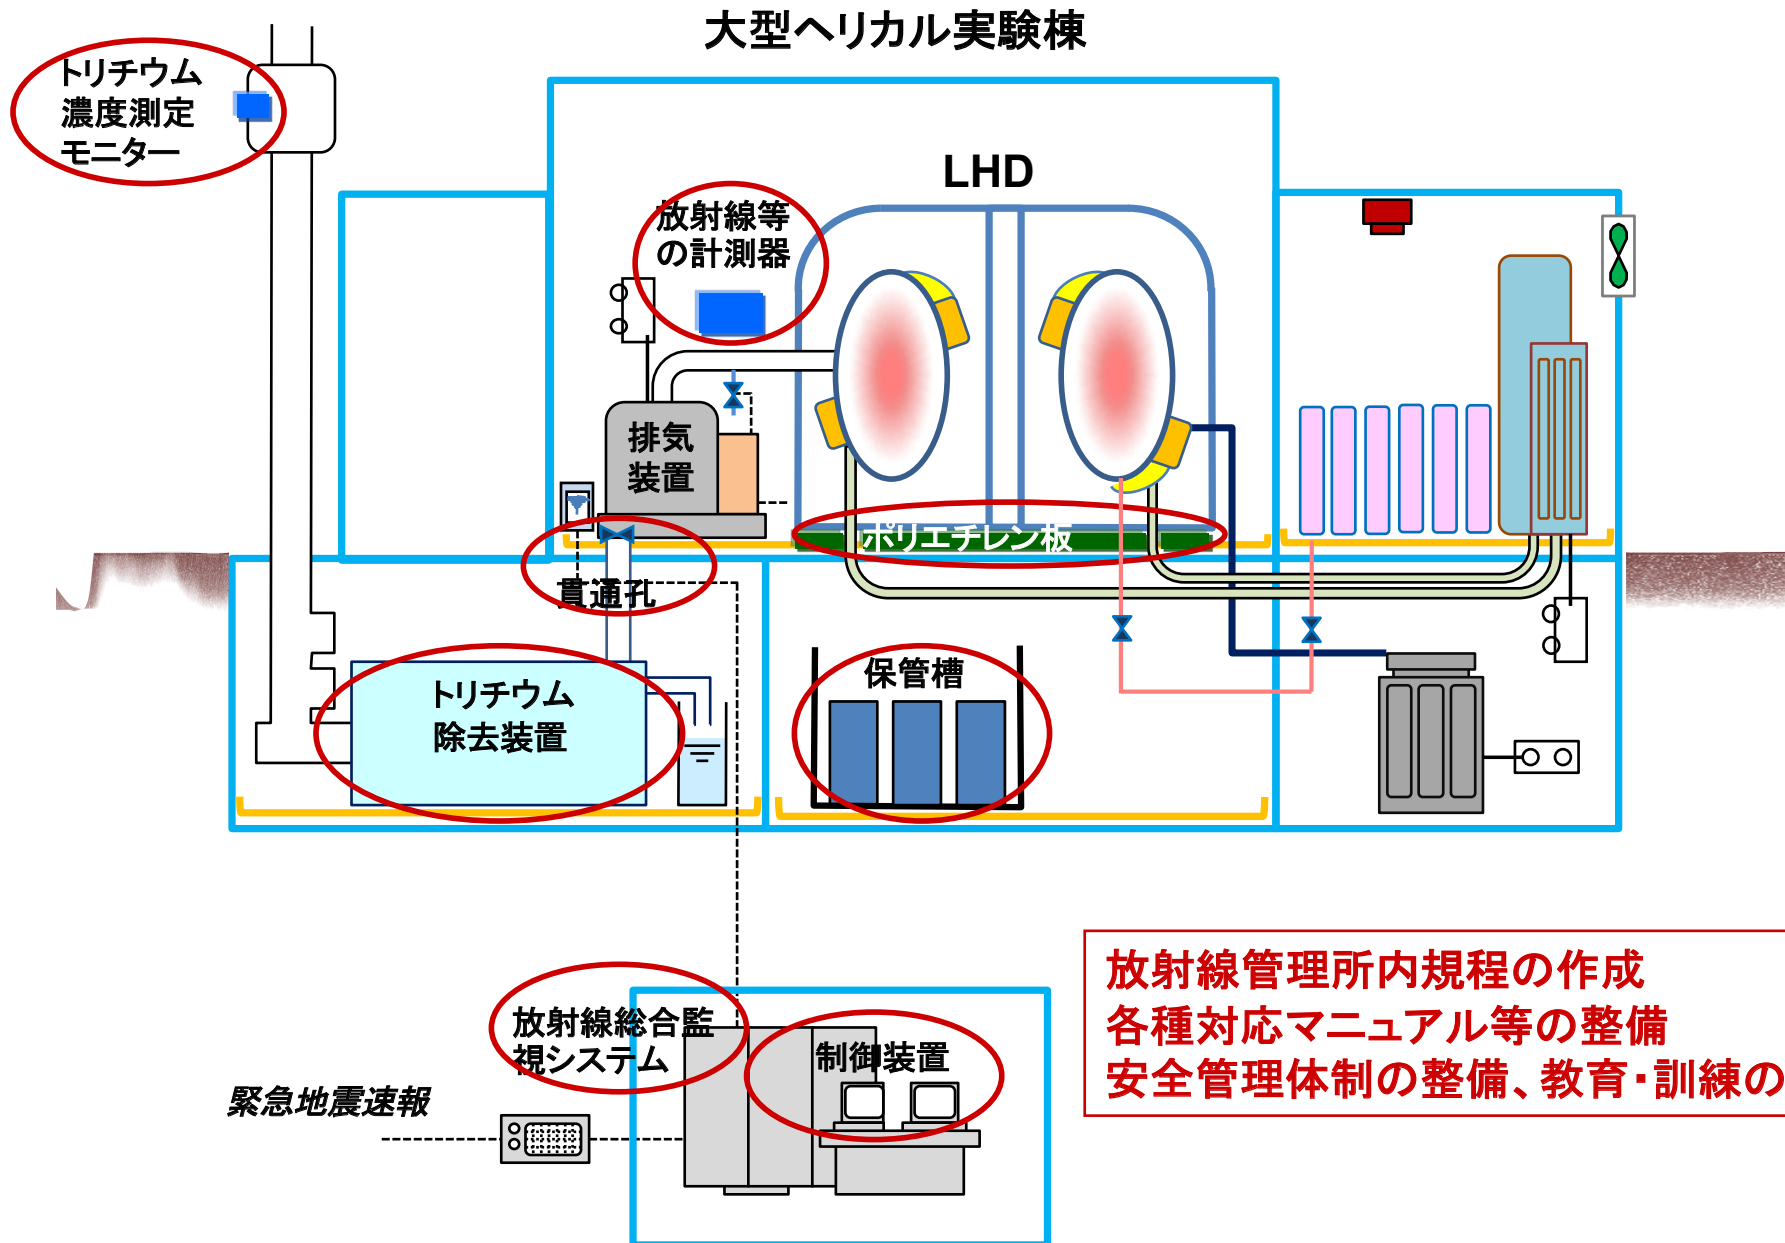 大型ヘリカル実験棟
トリチウム
濃度測定
モニター
LHD
放射線等
の計測器
排気
装置
ポリエチレン板
貫通孔
トリチウム
除去装置
保管槽
放射線管理所内規程の作成
各種対応マニュアル等の整備
安全管理体制の整備、教育・訓練の
放射線総合監
視システム
制御装置
緊急地震速報